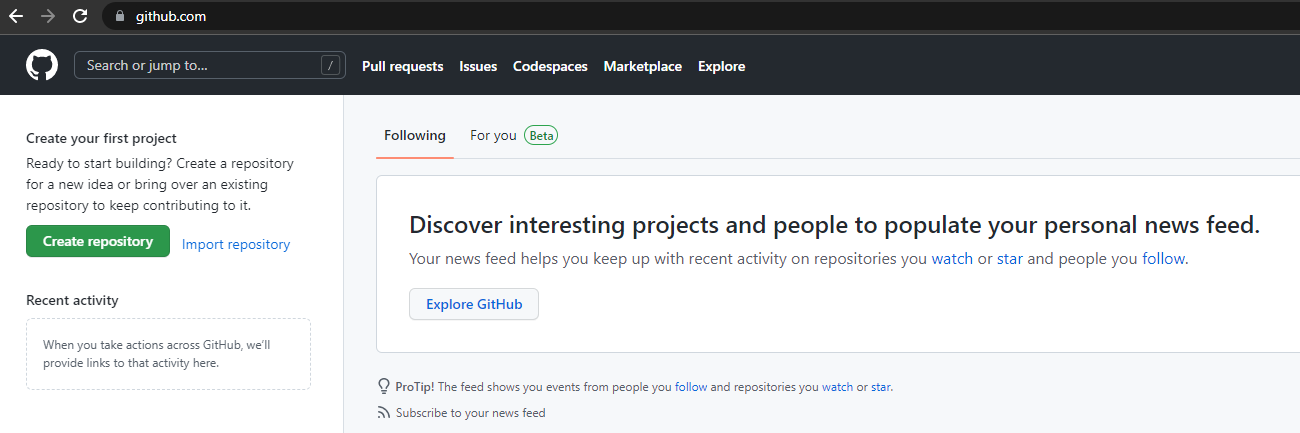 github.com
Search or jump to...
/
Pull requests Issues Codespaces Marketplace Explore
Create your first project
Ready to start building? Create a repository
for a new idea or bring over an existing
repository to keep contributing to it.
Create repository Import repository
Recent activity
When you take actions across GitHub, we’ll
provide links to that activity here.
Following For you Beta
Discover interesting projects and people to populate your personal news feed.
Your news feed helps you keep up with recent activity on repositories you watch or star and people you follow.
Explore GitHub
ProTip! The feed shows you events from people you follow and repositories you watch or star.
Subscribe to your news feed